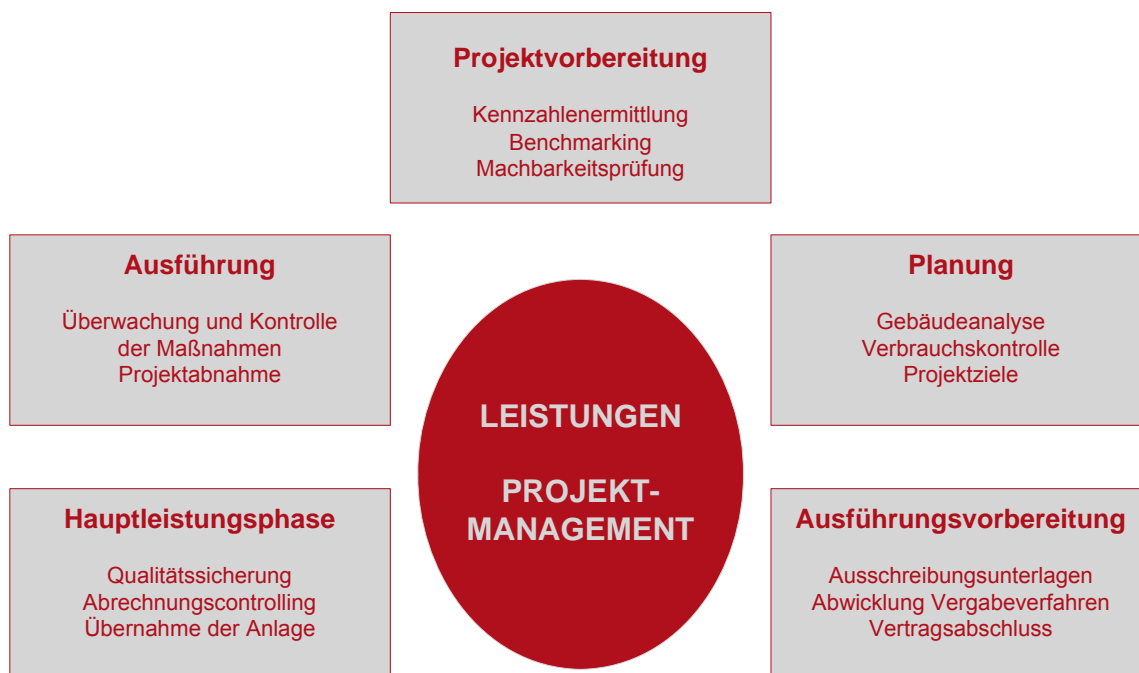 Projektvorbereitung
Kennzahlenermittlung
Benchmarking
Machbarkeitsprüfung
Ausführung
Überwachung und Kontrolle
der Maßnahmen
Projektabnahme
Planung
Gebäudeanalyse
Verbrauchskontrolle
Projektziele
LEISTUNGEN
PROJEKT-
MANAGEMENT
Hauptleistungsphase
Qualitätssicherung
Abrechnungscontrolling
Übernahme der Anlage
Ausführungsvorbereitung
Ausschreibungsunterlagen
Abwicklung Vergabeverfahren
Vertragsabschluss